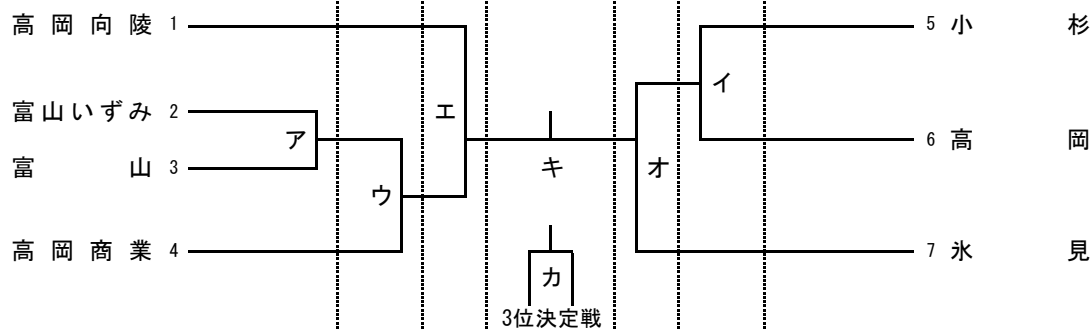 高岡向陵 1
5 小杉
イ
エ
富山いずみ 2
ア
6 高岡
富山 3
キ
オ
ウ
高岡商業 4
7 氷見
カ
3位決定戦